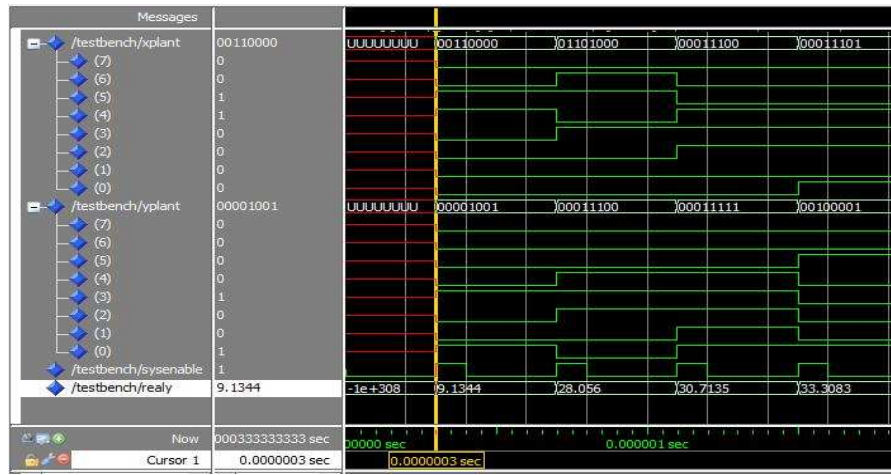 Messages
/testbench/xplant 00110000 UUUUUUUU 00110000 01101000 00011100 00011101
(7) 0
(6) 0
(5) 1
(4) 1
(3) 0
(2) 0
(1) 0
(0) 0
/testbench/yplant 00001001 UUUUUUUU 00001001 00011100 00011111 00100001
(7) 0
(6) 0
(5) 0
(4) 0
(3) 1
(2) 0
(1) 0
(0) 1
/testbench/sysenable 1
/testbench/realy 9.1344 -1e+308 9.1344 28.056 30.7135 33.3083
Now 000333333333 sec 00000 sec 0.000001 sec
Cursor 1 0.0000003 sec 0.0000003 sec